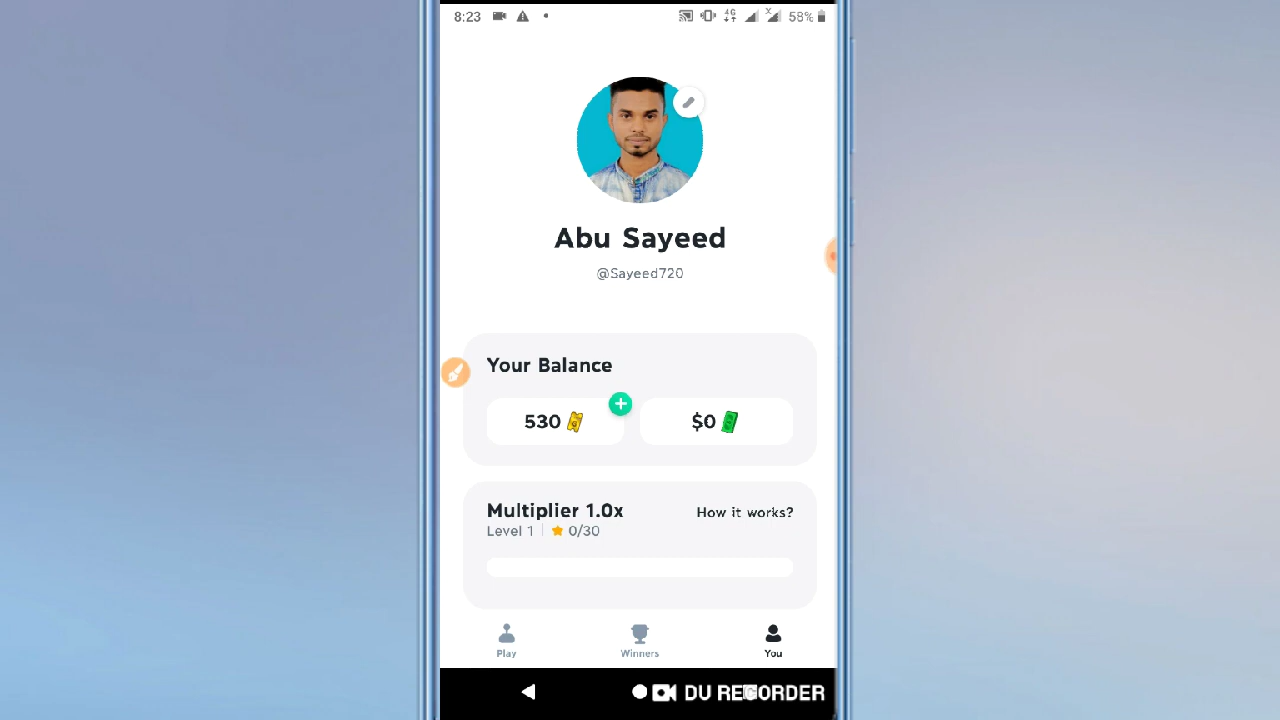 8:23 4G x 58%
Abu Sayeed
@Sayeed720
Your Balance
530 $0
Multiplier 1.0x How it works?
Level 1 0/30
Play Winners You
DU RECORDER